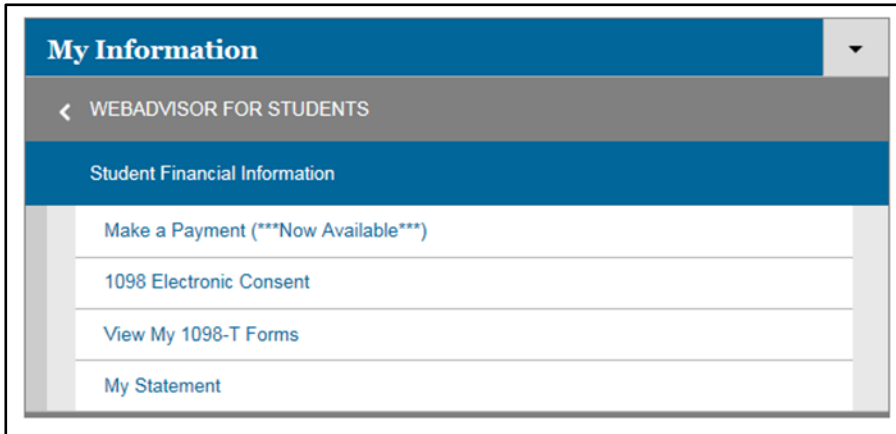 My Information
WEBADVISOR FOR STUDENTS
Student Financial Information
Make a Payment (***Now Available***)
1098 Electronic Consent
View My 1098-T Forms
My Statement